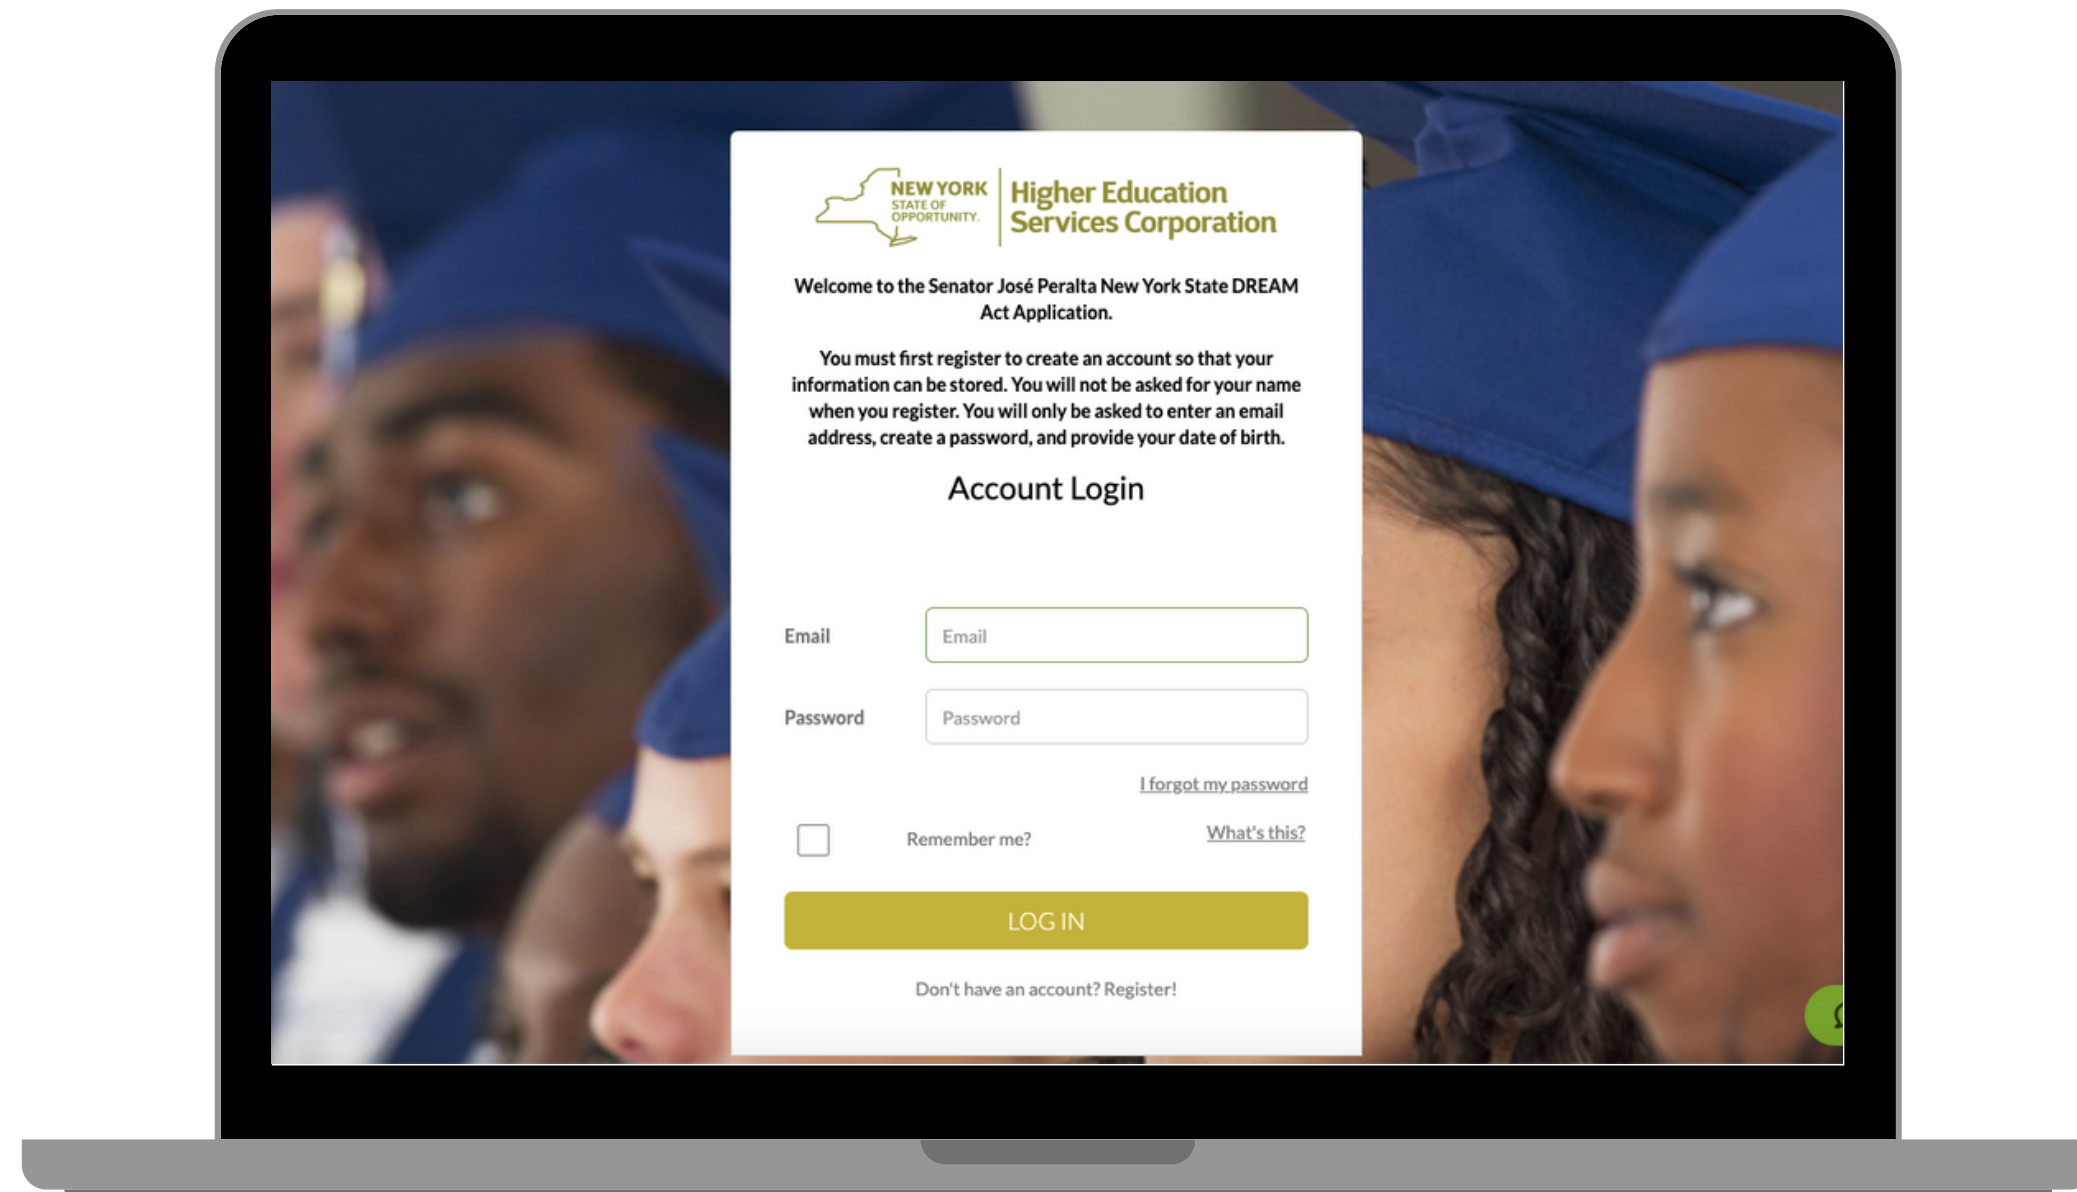 NEW YORK
STATE OF
OPPORTUNITY.
Higher Education
Services Corporation
Welcome to the Senator José Peralta New York State DREAM
Act Application.
You must first register to create an account so that your
information can be stored. You will not be asked for your name
when you register. You will only be asked to enter an email
address, create a password, and provide your date of birth.
Account Login
Email Email
Password Password
I forgot my password
Remember me? What's this?
LOG IN
Don't have an account? Register!